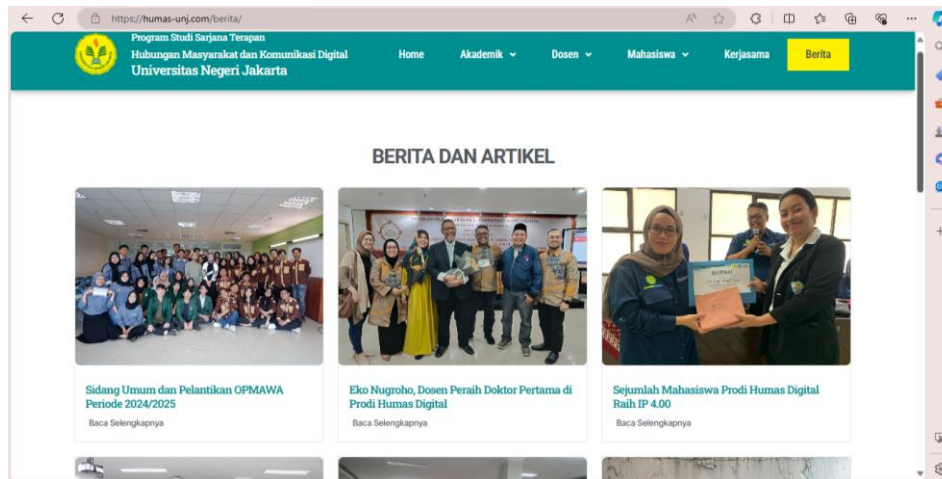 https://humas-unj.com/berita/
Program Studi Sarjana Terapan
Hubungan Masyarakat dan Komunikasi Digital
Universitas Negeri Jakarta
Home Akademik Dosen Mahasiswa Kerjasama Berita
BERITA DAN ARTIKEL
Sidang Umum dan Pelantikan OPMAWA
Periode 2024/2025
Baca Selengkapnya
Eko Nugroho, Dosen Peraih Doktor Pertama di
Prodi Humas Digital
Baca Selengkapnya
Sejumlah Mahasiswa Prodi Humas Digital
Raih IP 4.00
Baca Selengkapnya